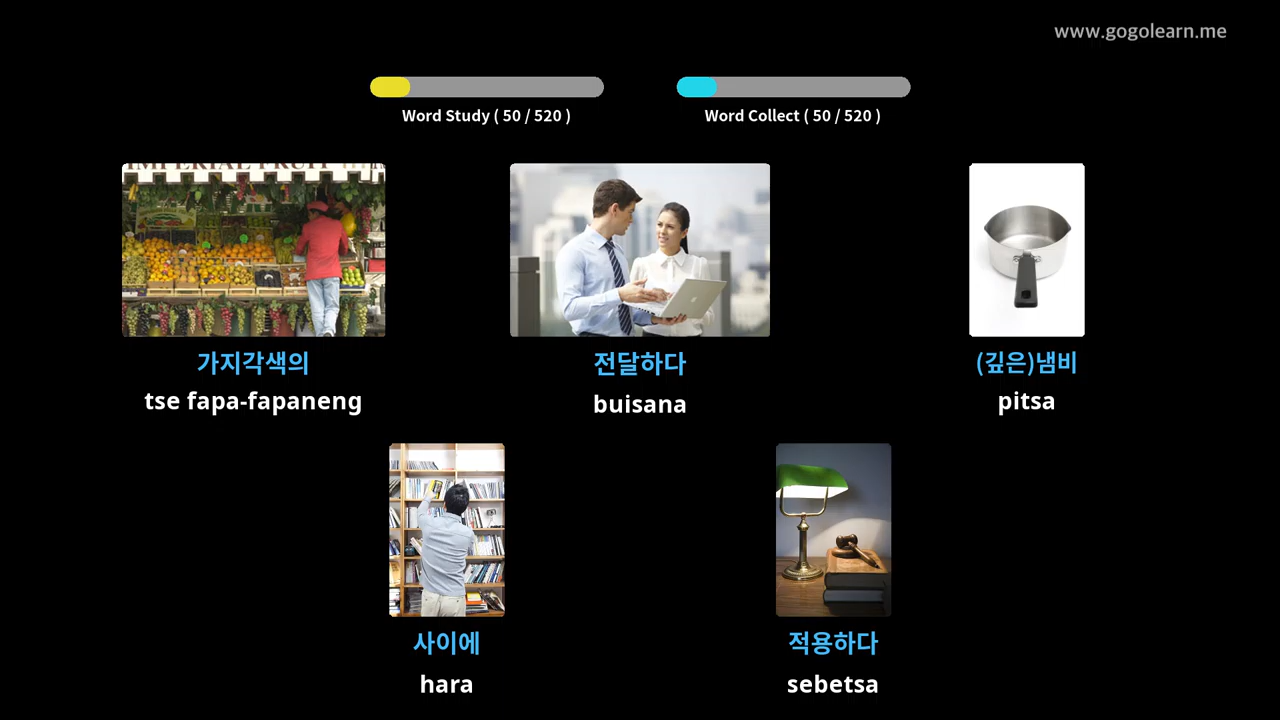 www.gogolearn.me
Word Study ( 50 / 520 )
Word Collect ( 50 / 520 )
IMPERIAL FRUIT
가지각색의
전달하다
(깊은)냄비
tse fapa-fapaneng
buisana
pitsa
사이에
적용하다
hara
sebetsa